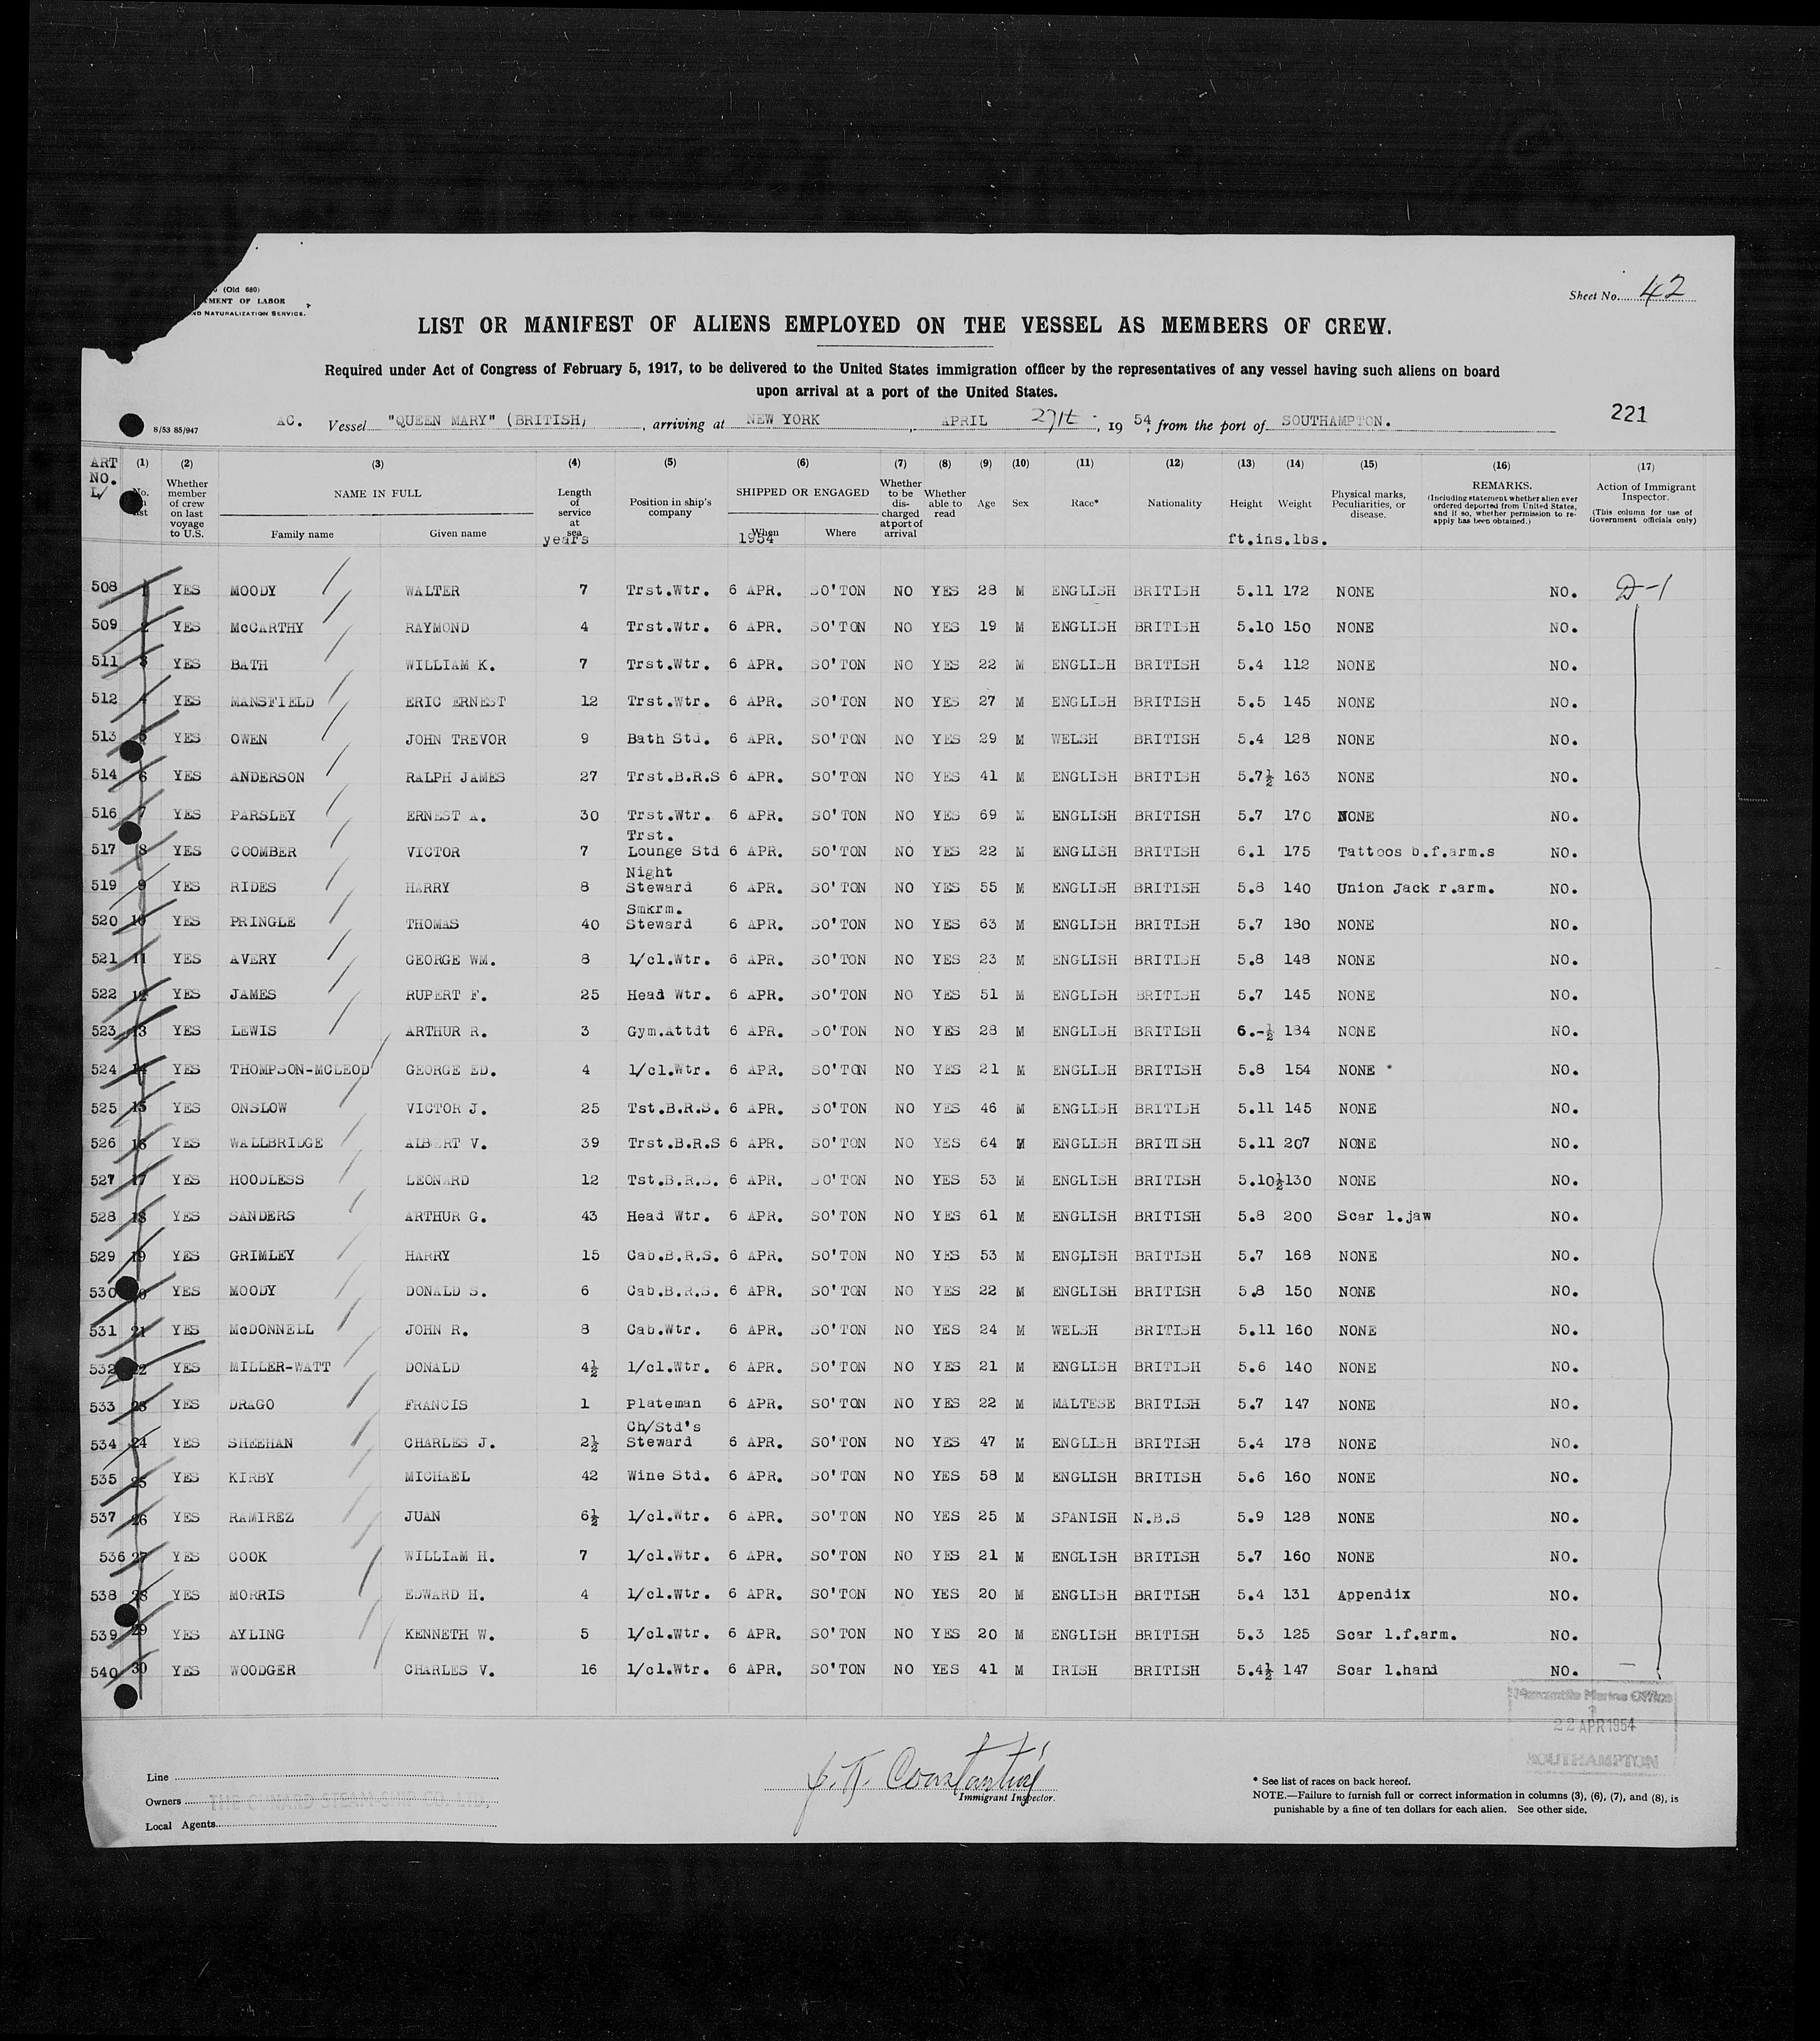 (Old 680)
MENT OF LABOR
ND NATURALIZATION SERVICE.
Sheet No. 42
LIST OR MANIFEST OF ALIENS EMPLOYED ON THE VESSEL AS MEMBERS OF CREW.
Required under Act of Congress of February 5, 1917, to be delivered to the United States immigration officer by the representatives of any vessel having such aliens on board
upon arrival at a port of the United States.
221
8/53 85/947 AC. Vessel "QUEEN MARY" (BRITISH) , arriving at NEW YORK , APRIL 27th , 19 54, from the port of SOUTHAMPTON.
ART NO. L/ (1) No. on list (2) Whether member of crew on last voyage to U.S. (3) NAME IN FULL Family name Given name (4) Length of service at sea years (5) Position in ship's company (6) SHIPPED OR ENGAGED When 1954 Where (7) Whether to be discharged at port of arrival (8) Whether able to read (9) Age (10) Sex (11) Race* (12) Nationality (13) Height (14) Weight ft.ins.lbs. (15) Physical marks, Peculiarities, or disease. (16) REMARKS. (Including statement whether alien ever ordered deported from United States, and if so, whether permission to re-apply has been obtained.) (17) Action of Immigrant Inspector. (This column for use of Government officials only)
508 1 YES MOODY WALTER 7 Trst.Wtr. 6 APR. SO'TON NO YES 28 M ENGLISH BRITISH 5.11 172 NONE NO. D-1
509 2 YES McCARTHY RAYMOND 4 Trst.Wtr. 6 APR. SO'TON NO YES 19 M ENGLISH BRITISH 5.10 150 NONE NO.
511 3 YES BATH WILLIAM K. 7 Trst.Wtr. 6 APR. SO'TON NO YES 22 M ENGLISH BRITISH 5.4 112 NONE NO.
512 4 YES MANSFIELD ERIC ERNEST 12 Trst.Wtr. 6 APR. SO'TON NO YES 27 M ENGLISH BRITISH 5.5 145 NONE NO.
513 5 YES OWEN JOHN TREVOR 9 Bath Std. 6 APR. SO'TON NO YES 29 M WELSH BRITISH 5.4 128 NONE NO.
514 6 YES ANDERSON RALPH JAMES 27 Trst.B.R.S 6 APR. SO'TON NO YES 41 M ENGLISH BRITISH 5.7½ 163 NONE NO.
516 7 YES PARSLEY ERNEST A. 30 Trst.Wtr. 6 APR. SO'TON NO YES 69 M ENGLISH BRITISH 5.7 170 NONE NO.
517 8 YES COOMBER VICTOR 7 Trst. Lounge Std 6 APR. SO'TON NO YES 22 M ENGLISH BRITISH 6.1 175 Tattoos b.f.arm.s NO.
519 9 YES RIDES HARRY 8 Night Steward 6 APR. SO'TON NO YES 55 M ENGLISH BRITISH 5.8 140 Union Jack r.arm. NO.
520 10 YES PRINGLE THOMAS 40 Smkrm. Steward 6 APR. SO'TON NO YES 63 M ENGLISH BRITISH 5.7 180 NONE NO.
521 11 YES AVERY GEORGE WM. 8 1/cl.Wtr. 6 APR. SO'TON NO YES 23 M ENGLISH BRITISH 5.8 148 NONE NO.
522 12 YES JAMES RUPERT F. 25 Head Wtr. 6 APR. SO'TON NO YES 51 M ENGLISH BRITISH 5.7 145 NONE NO.
523 13 YES LEWIS ARTHUR R. 3 Gym.Attdt 6 APR. SO'TON NO YES 28 M ENGLISH BRITISH 6.-½ 184 NONE NO.
524 14 YES THOMPSON-MCLEOD GEORGE ED. 4 1/cl.Wtr. 6 APR. SO'TON NO YES 21 M ENGLISH BRITISH 5.8 154 NONE NO.
525 15 YES ONSLOW VICTOR J. 25 Tst.B.R.S. 6 APR. SO'TON NO YES 46 M ENGLISH BRITISH 5.11 145 NONE NO.
526 16 YES WALLBRIDGE ALBERT V. 39 Trst.B.R.S 6 APR. SO'TON NO YES 64 M ENGLISH BRITISH 5.11 207 NONE NO.
527 17 YES HOODLESS LEONARD 12 Tst.B.R.S. 6 APR. SO'TON NO YES 53 M ENGLISH BRITISH 5.10½ 130 NONE NO.
528 18 YES SANDERS ARTHUR G. 43 Head Wtr. 6 APR. SO'TON NO YES 61 M ENGLISH BRITISH 5.8 200 Scar l.jaw NO.
529 19 YES GRIMLEY HARRY 15 Cab.B.R.S. 6 APR. SO'TON NO YES 53 M ENGLISH BRITISH 5.7 168 NONE NO.
530 20 YES MOODY DONALD S. 6 Cab.B.R.S. 6 APR. SO'TON NO YES 22 M ENGLISH BRITISH 5.8 150 NONE NO.
531 21 YES McDONNELL JOHN R. 8 Cab.Wtr. 6 APR. SO'TON NO YES 24 M WELSH BRITISH 5.11 160 NONE NO.
532 22 YES MILLER-WATT DONALD 4½ 1/cl.Wtr. 6 APR. SO'TON NO YES 21 M ENGLISH BRITISH 5.6 140 NONE NO.
533 23 YES DRAGO FRANCIS 1 Plateman 6 APR. SO'TON NO YES 22 M MALTESE BRITISH 5.7 147 NONE NO.
534 24 YES SHEEHAN CHARLES J. 2½ Ch/Std's Steward 6 APR. SO'TON NO YES 47 M ENGLISH BRITISH 5.4 178 NONE NO.
535 25 YES KIRBY MICHAEL 42 Wine Std. 6 APR. SO'TON NO YES 58 M ENGLISH BRITISH 5.6 160 NONE NO.
537 26 YES RAMIREZ JUAN 6½ 1/cl.Wtr. 6 APR. SO'TON NO YES 25 M SPANISH N.B.S 5.9 128 NONE NO.
536 27 YES COOK WILLIAM H. 7 1/cl.Wtr. 6 APR. SO'TON NO YES 21 M ENGLISH BRITISH 5.7 160 NONE NO.
538 28 YES MORRIS EDWARD H. 4 1/cl.Wtr. 6 APR. SO'TON NO YES 20 M ENGLISH BRITISH 5.4 131 Appendix NO.
539 29 YES AYLING KENNETH W. 5 1/cl.Wtr. 6 APR. SO'TON NO YES 20 M ENGLISH BRITISH 5.3 125 Scar l.f.arm. NO.
540 30 YES WOODGER CHARLES V. 16 1/cl.Wtr. 6 APR. SO'TON NO YES 41 M IRISH BRITISH 5.4½ 147 Scar l.hand NO.
Mercantile Marine Office
22 APR 1954
SOUTHAMPTON
Line
Owners THE CUNARD STEAM-SHIP CO. LTD.
Local Agents
Immigrant Inspector.
* See list of races on back hereof.
NOTE.—Failure to furnish full or correct information in columns (3), (6), (7), and (8), is
punishable by a fine of ten dollars for each alien. See other side.